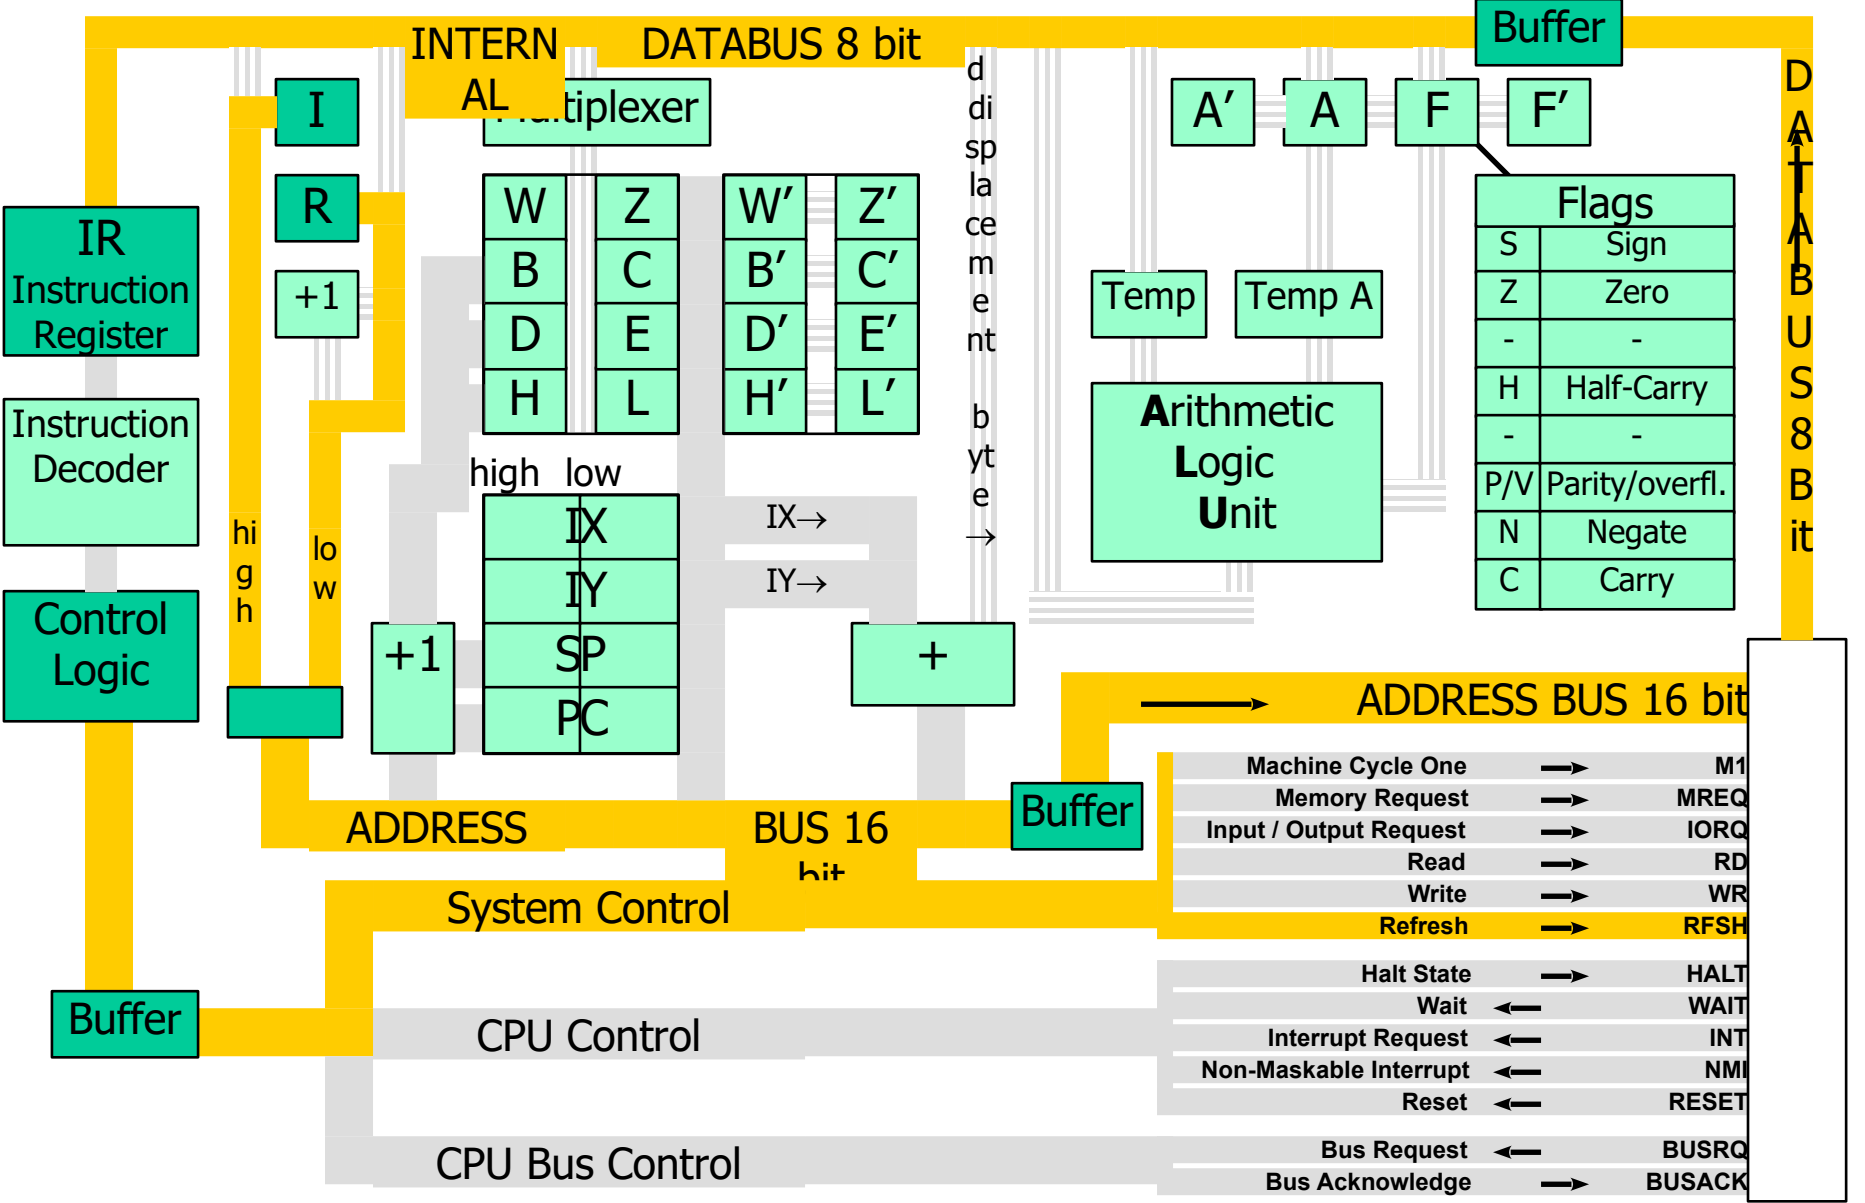 INTERN
AL
DATABUS 8 bit
Buffer
D
A
T
A
B
U
S
8
B
it
I
Multiplexer
d
di
sp
la
ce
m
e
nt
b
yt
e
→
A′
A
F
F′
R
W
Z
W′
Z′
B
C
B′
C′
D
E
D′
E′
H
L
H′
L′
IR
Instruction
Register
+1
Temp
Temp A
Flags
S Sign
Z Zero
- -
H Half-Carry
- -
P/V Parity/overfl.
N Negate
C Carry
Instruction
Decoder
Arithmetic
Logic
Unit
high low
hi
g
h
lo
w
IX
IY
SP
PC
IX→
IY→
Control
Logic
+1
+
ADDRESS BUS 16 bit
Buffer
ADDRESS
BUS 16
bit
Machine Cycle One M1
Memory Request MREQ
Input / Output Request IORQ
Read RD
Write WR
Refresh RFSH
System Control
Halt State HALT
Wait WAIT
Interrupt Request INT
Non-Maskable Interrupt NMI
Reset RESET
Buffer
CPU Control
CPU Bus Control
Bus Request BUSRQ
Bus Acknowledge BUSACK